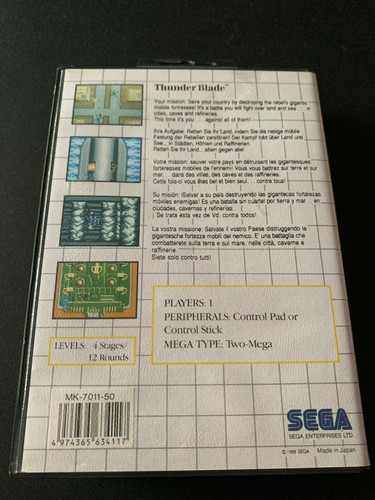 Thunder Blade™
Your mission: Save your country by destroying the rebel's gigantic
mobile fortresses! It's a battle you will fight over land and sea ... in
cities, caves and refineries.
This time it's you ... against all of them!
Ihre Aufgabe: Retten Sie Ihr Land, indem Sie die riesige mobile
Festung der Rebellen zerstören! Der Kampf tobt über Land und
See... in Städten, Höhlen und Raffinerien.
Retten Sie Ihr Land... allein gegen alle!
Votre mission: sauver votre pays en détruisant les gigantesques
forteresses mobiles de l'ennemi! Vous vous battrez sur terre et sur
mer.... dans des villes, des caves et des raffineries.
Cette fois-ci vous êtes bel et bien seul... contre tous!
Su misión: ¡Salvar a su país destruyendo las gigantecas fortalezas
móviles enemigas! Es una batalla sin cuartel por tierra y mar ... en
ciudades, cavernas y refinerías.
¡ Se trata esta vez de Vd. contra todos!
La vostra missione: Salvate il vostro Paese distruggendo le
gigantesche fortezze mobili del nemico. E' una battaglia che
combatterete sulla terra e sul mare, nelle città, caverne e
raffinerie.
Siete solo contro tutti!
PLAYERS: 1
PERIPHERALS: Control Pad or
Control Stick
MEGA TYPE: Two-Mega
LEVELS: 4 Stages/
12 Rounds
MK-7011-50
4 974365 634117
SEGA
SEGA ENTERPRISES LTD.
© 1988 SEGA Made in Japan